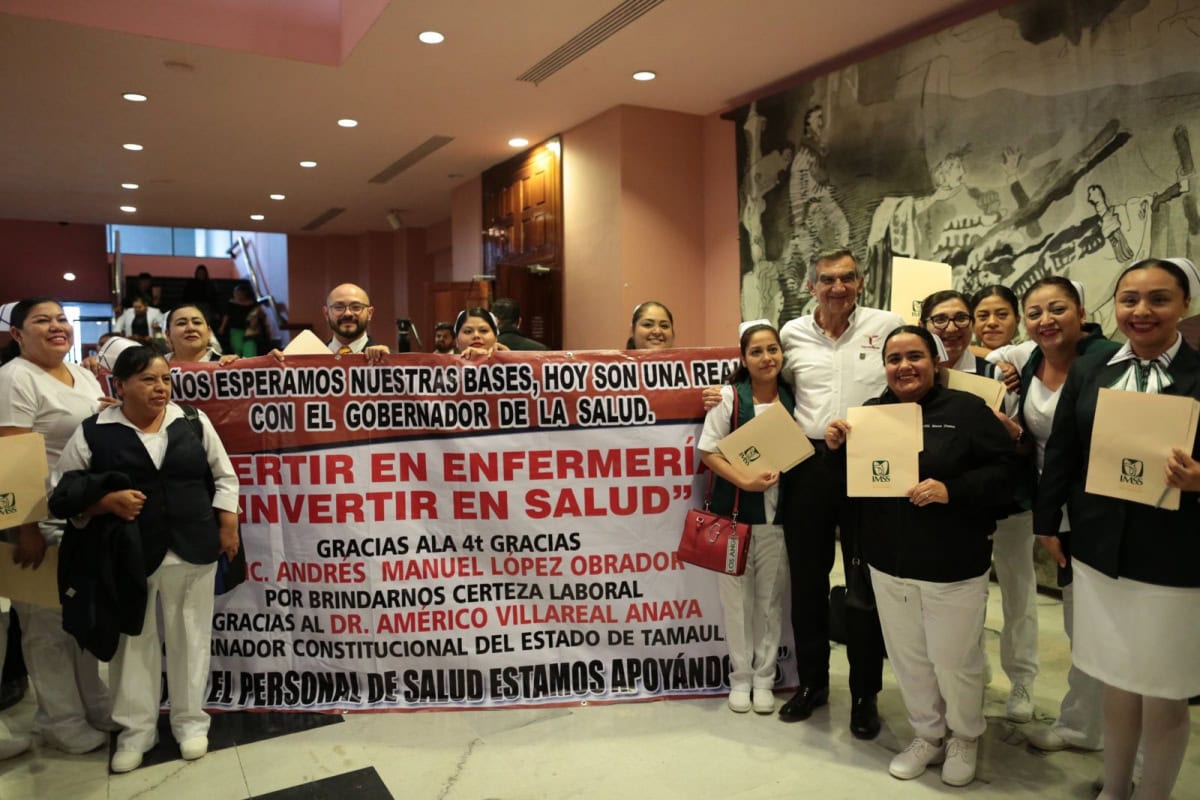 ÑOS ESPERAMOS NUESTRAS BASES, HOY SON UNA REA
CON EL GOBERNADOR DE LA SALUD.
ERTIR EN ENFERMERÍ
INVERTIR EN SALUD”
GRACIAS ALA 4t GRACIAS
IC. ANDRÉS MANUEL LÓPEZ OBRADOR
POR BRINDARNOS CERTEZA LABORAL
GRACIAS AL DR. AMÉRICO VILLAREAL ANAYA
RNADOR CONSTITUCIONAL DEL ESTADO DE TAMAUL
EL PERSONAL DE SALUD ESTAMOS APOYÁNDO
IMSS
IMSS
IMSS